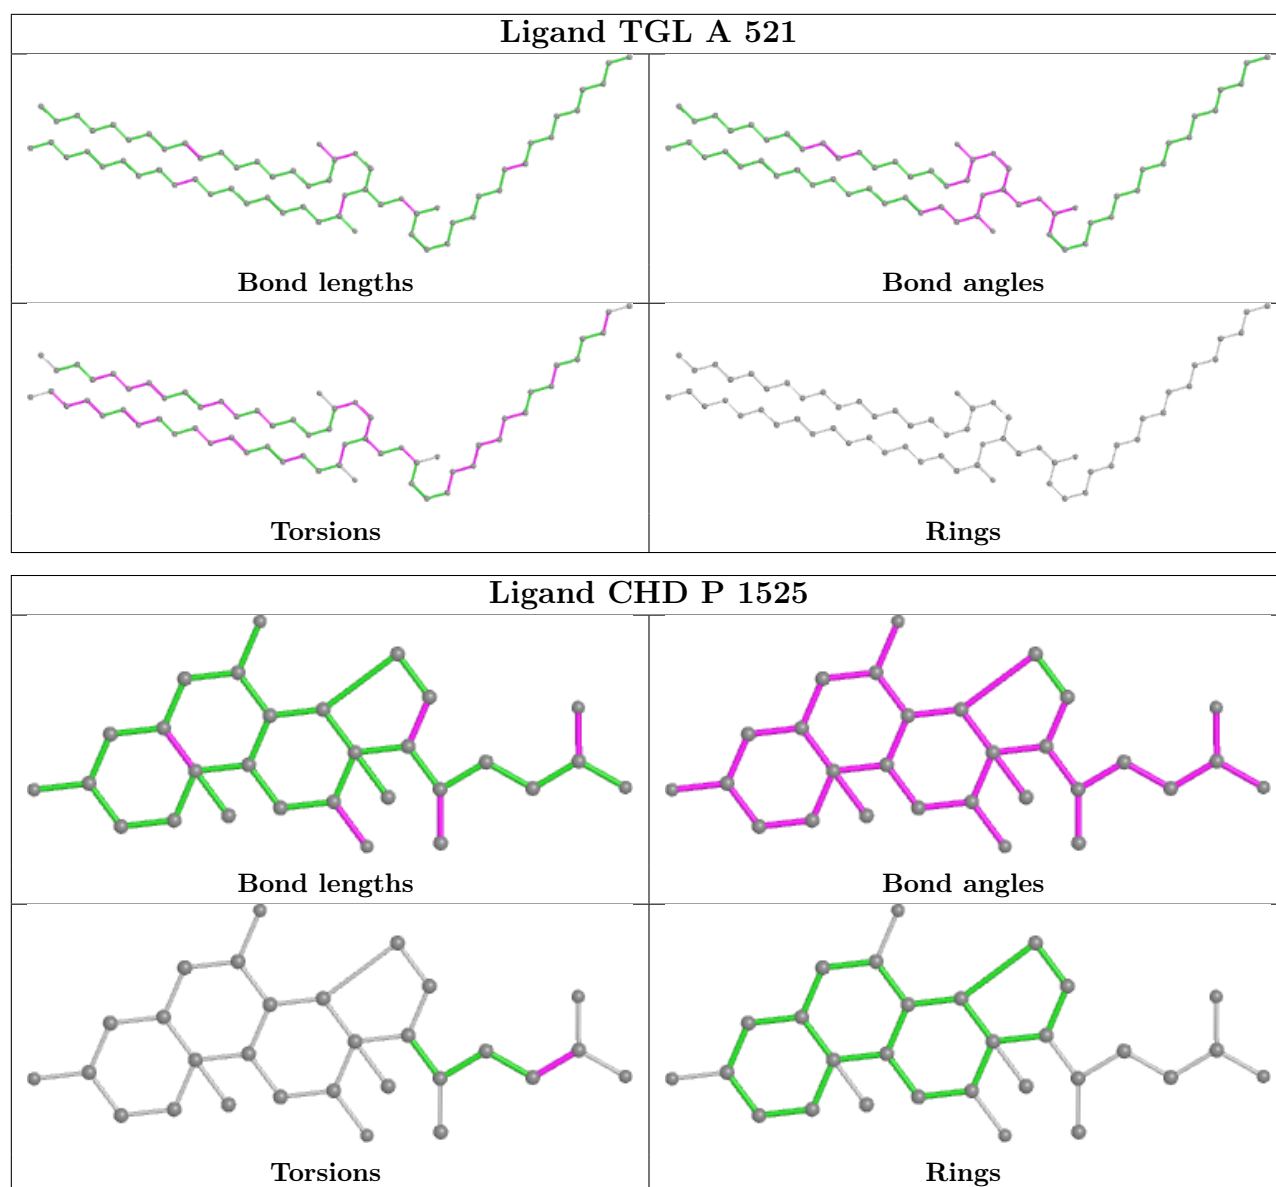 Ligand TGL A 521
Bond lengths
Bond angles
Torsions
Rings
Ligand CHD P 1525
Bond lengths
Bond angles
Torsions
Rings